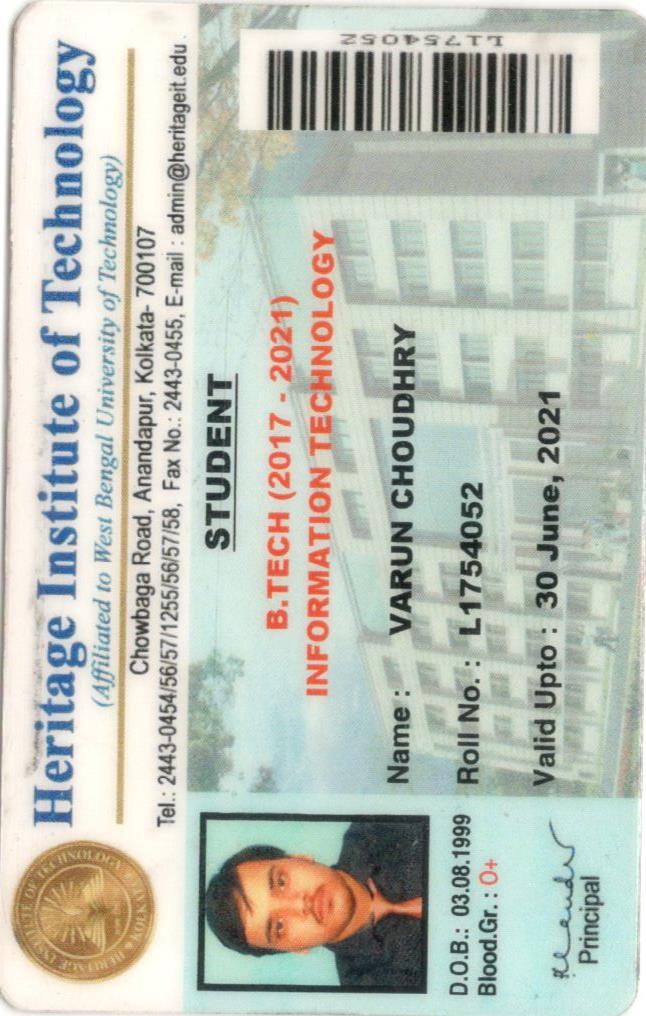 Heritage Institute of Technology
(Affiliated to West Bengal University of Technology)
Chowbaga Road, Anandapur, Kolkata- 700107
Tel.: 2443-0454/56/57/1255/56/57/58, Fax No.: 2443-0455, E-mail : admin@heritageit.edu
STUDENT
B.TECH (2017 - 2021)
INFORMATION TECHNOLOGY
Name : VARUN CHOUDHRY
Roll No. : L1754052
Valid Upto : 30 June, 2021
D.O.B.: 03.08.1999
Blood.Gr. : O+
Principal
L1754052
HERITAGE INSTITUTE OF TECHNOLOGY